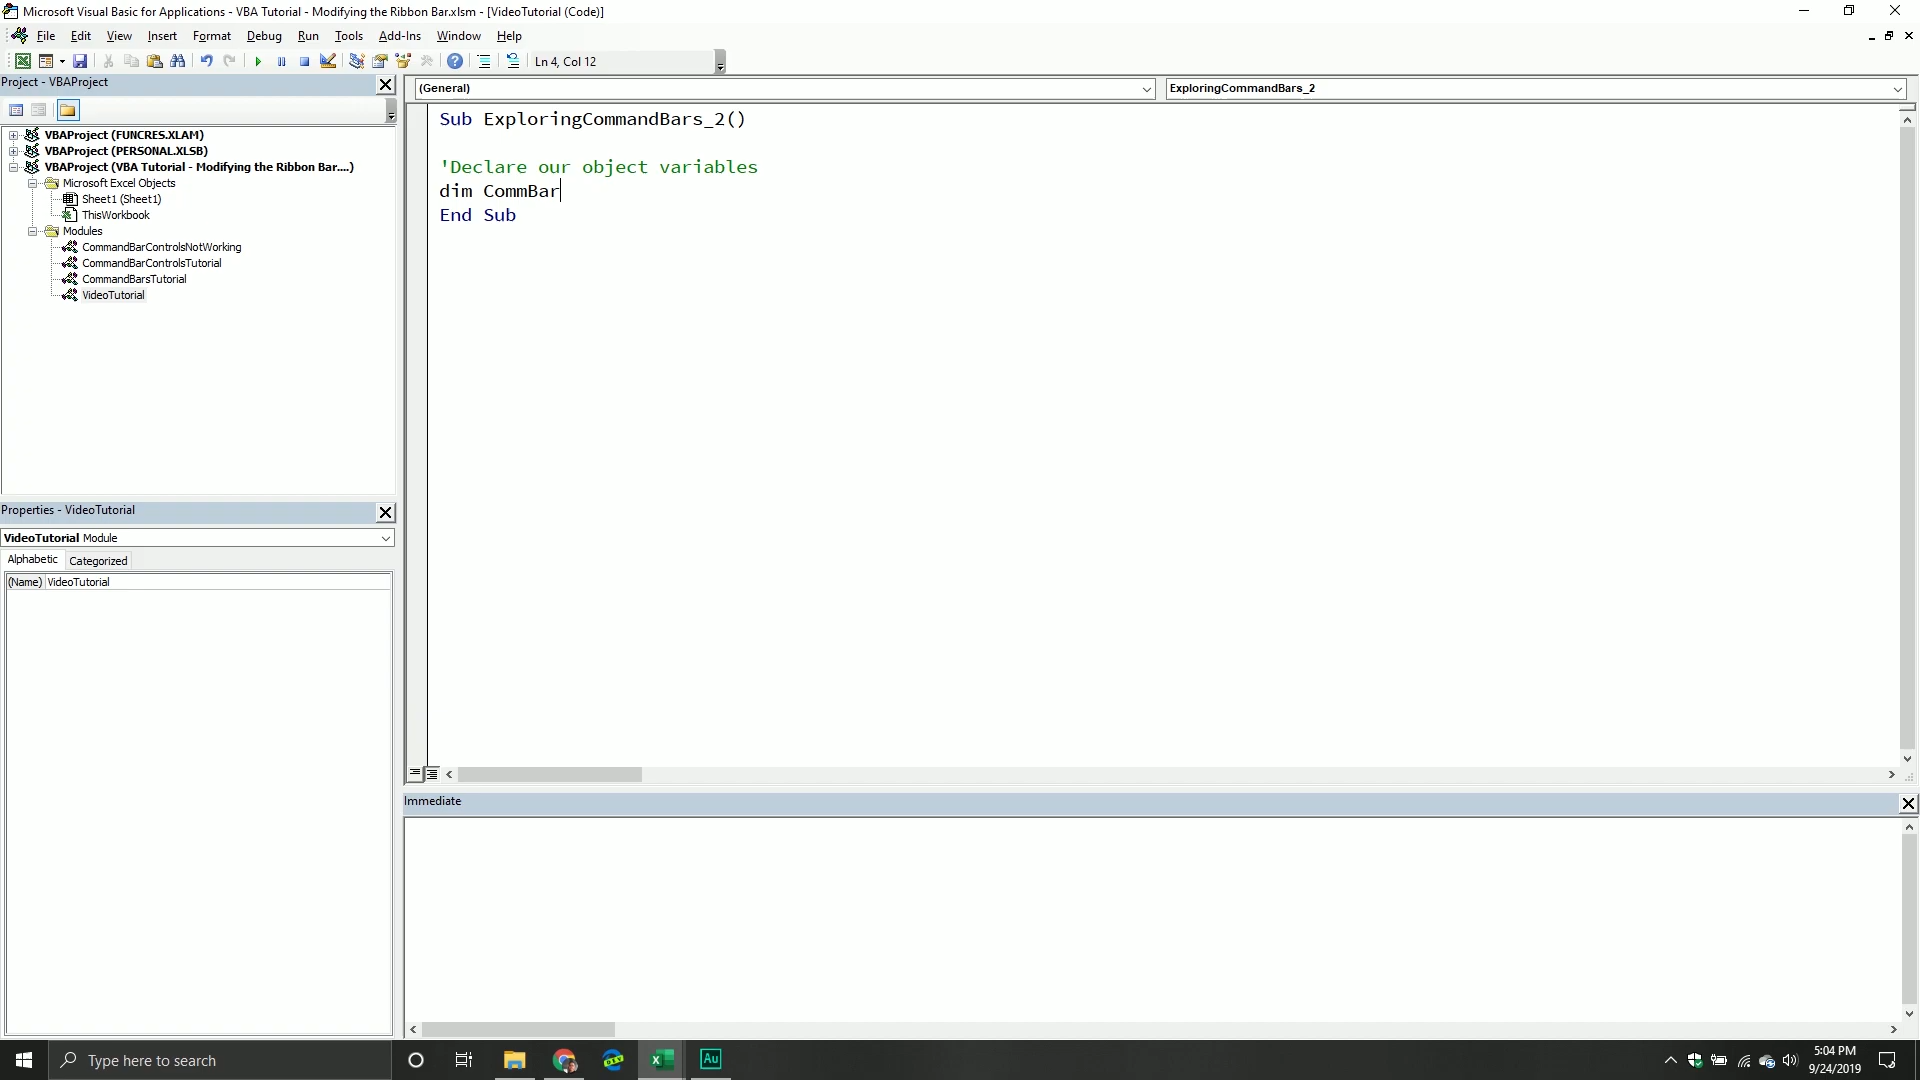 Microsoft Visual Basic for Applications - VBA Tutorial - Modifying the Ribbon Bar.xlsm - [VideoTutorial (Code)]
File Edit View Insert Format Debug Run Tools Add-Ins Window Help
Ln 4, Col 12
Project - VBAProject
VBAProject (FUNCRES.XLAM)
VBAProject (PERSONAL.XLSB)
VBAProject (VBA Tutorial - Modifying the Ribbon Bar....)
Microsoft Excel Objects
Sheet1 (Sheet1)
ThisWorkbook
Modules
CommandBarControlsNotWorking
CommandBarControlsTutorial
CommandBarsTutorial
VideoTutorial
Properties - VideoTutorial
VideoTutorial Module
Alphabetic Categorized
(Name) VideoTutorial
(General) ExploringCommandBars_2
Sub ExploringCommandBars_2()
'Declare our object variables
dim CommBar
End Sub
Immediate
Type here to search
DEV
Au
5:04 PM
9/24/2019